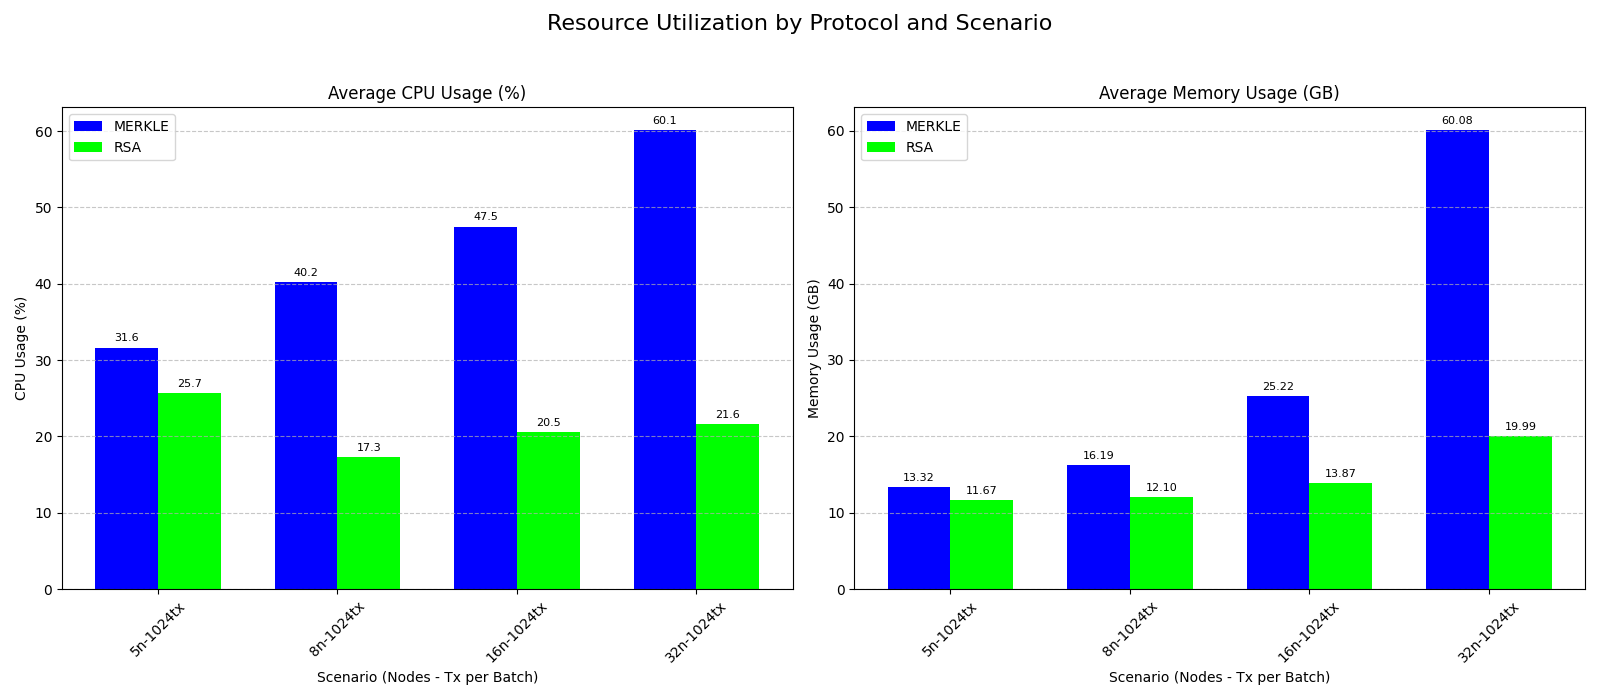 Resource Utilization by Protocol and Scenario
Average CPU Usage (%)
MERKLE
RSA
CPU Usage (%)
60
50
40
30
20
10
0
31.6
25.7
40.2
17.3
47.5
20.5
60.1
21.6
5n-1024tx
8n-1024tx
16n-1024tx
32n-1024tx
Scenario (Nodes - Tx per Batch)
Average Memory Usage (GB)
MERKLE
RSA
Memory Usage (GB)
60
50
40
30
20
10
0
13.32
11.67
16.19
12.10
25.22
13.87
60.08
19.99
5n-1024tx
8n-1024tx
16n-1024tx
32n-1024tx
Scenario (Nodes - Tx per Batch)